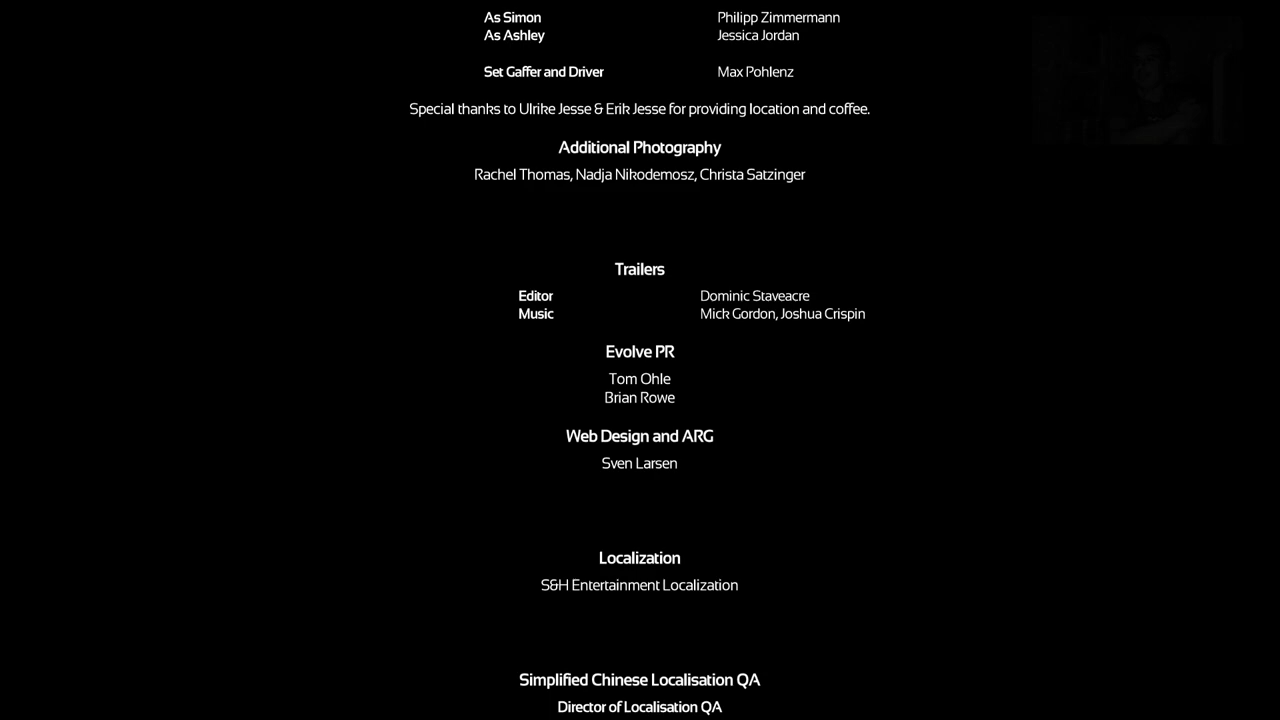 As Simon Philipp Zimmermann
As Ashley Jessica Jordan
Set Gaffer and Driver Max Pohlenz
Special thanks to Ulrike Jesse & Erik Jesse for providing location and coffee.
Additional Photography
Rachel Thomas, Nadja Nikodemosz, Christa Satzinger
Trailers
Editor Dominic Staveacre
Music Mick Gordon, Joshua Crispin
Evolve PR
Tom Ohle
Brian Rowe
Web Design and ARG
Sven Larsen
Localization
S&H Entertainment Localization
Simplified Chinese Localisation QA
Director of Localisation QA